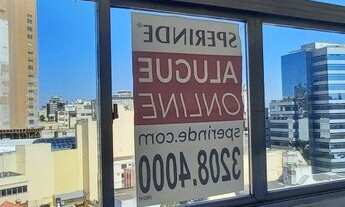 SPERINDE®
ALUGUE
ONLINE
sperinde.com
3208.4000